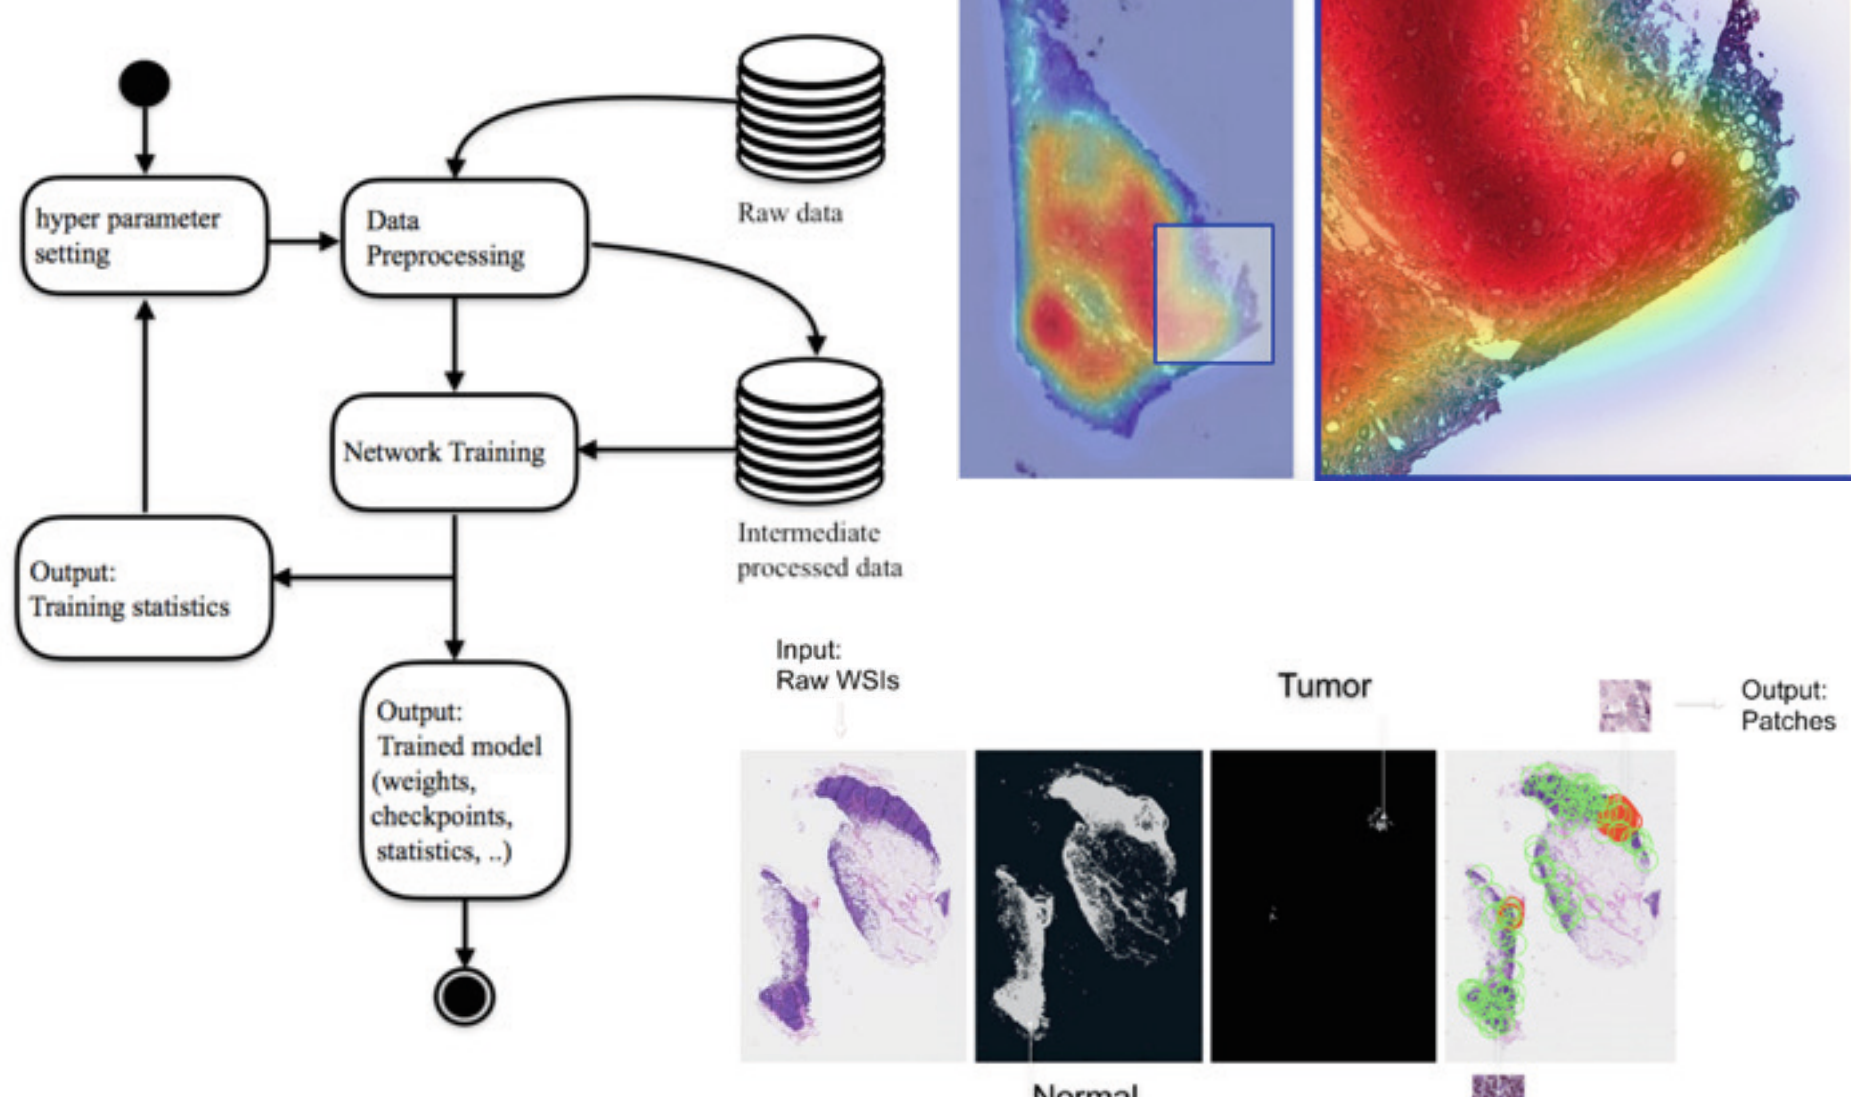 hyper parameter
setting
Data
Preprocessing
Raw data
Network Training
Intermediate
processed data
Output:
Training statistics
Output:
Trained model
(weights,
checkpoints,
statistics, ..)
Input:
Raw WSIs
Tumor
Output:
Patches
Normal